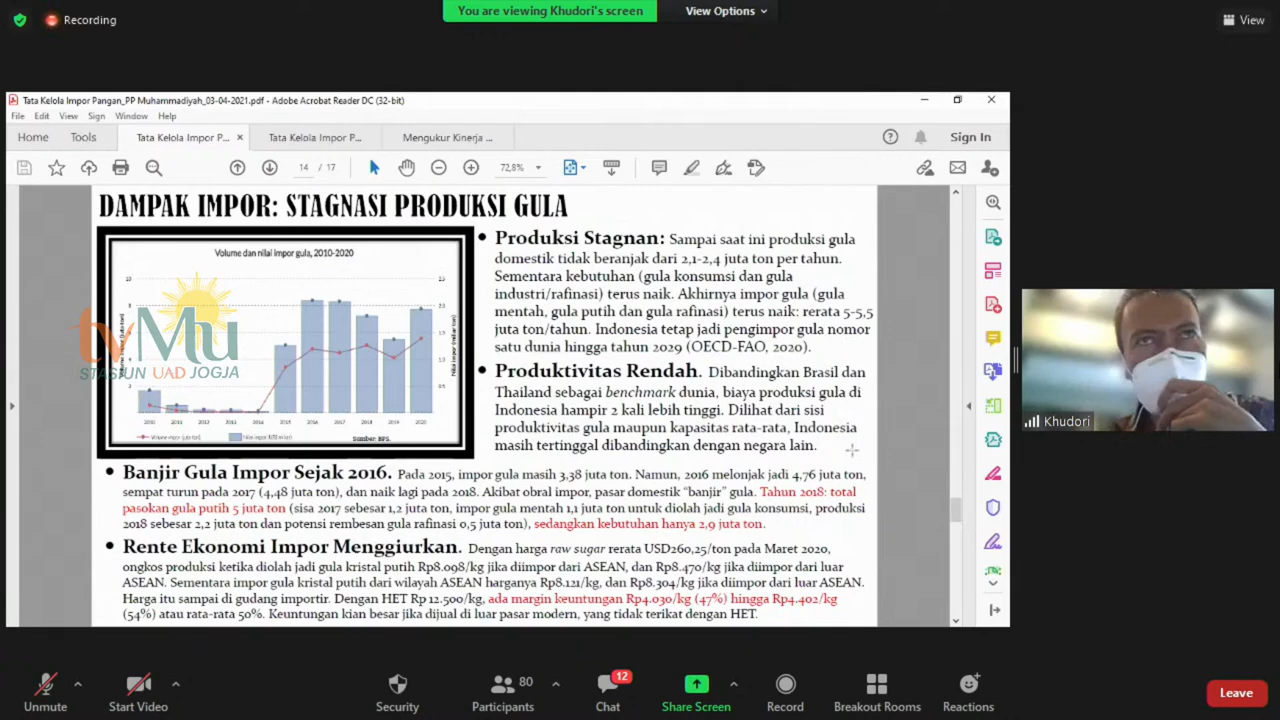 You are viewing Khudori's screen
View Options
Recording
View
Tata Kelola Impor Pangan_PP Muhammadiyah_03-04-2021.pdf - Adobe Acrobat Reader DC (32-bit)
File Edit View Sign Window Help
Home Tools Tata Kelola Impor P... Tata Kelola Impor P... Mengukur Kinerja ... Sign In
14 / 17 72,8%
DAMPAK IMPOR: STAGNASI PRODUKSI GULA
Volume dan nilai impor gula, 2010-2020
2010 2011 2012 2013 2014 2015 2016 2017 2018 2019 2020
Volume impor (juta ton) Nilai impor (US$ miliar) Sumber: BPS.
tvMu
STASIUN UAD JOGJA
• Produksi Stagnan: Sampai saat ini produksi gula
domestik tidak beranjak dari 2,1-2,4 juta ton per tahun.
Sementara kebutuhan (gula konsumsi dan gula
industri/rafinasi) terus naik. Akhirnya impor gula (gula
mentah, gula putih dan gula rafinasi) terus naik: rerata 5-5,5
juta ton/tahun. Indonesia tetap jadi pengimpor gula nomor
satu dunia hingga tahun 2029 (OECD-FAO, 2020).
• Produktivitas Rendah. Dibandingkan Brasil dan
Thailand sebagai benchmark dunia, biaya produksi gula di
Indonesia hampir 2 kali lebih tinggi. Dilihat dari sisi
produktivitas gula maupun kapasitas rata-rata, Indonesia
masih tertinggal dibandingkan dengan negara lain.
• Banjir Gula Impor Sejak 2016. Pada 2015, impor gula masih 3,38 juta ton. Namun, 2016 melonjak jadi 4,76 juta ton,
sempat turun pada 2017 (4,48 juta ton), dan naik lagi pada 2018. Akibat obral impor, pasar domestik “banjir” gula. Tahun 2018: total
pasokan gula putih 5 juta ton (sisa 2017 sebesar 1,2 juta ton, impor gula mentah 1,1 juta ton untuk diolah jadi gula konsumsi, produksi
2018 sebesar 2,2 juta ton dan potensi rembesan gula rafinasi 0,5 juta ton), sedangkan kebutuhan hanya 2,9 juta ton.
• Rente Ekonomi Impor Menggiurkan. Dengan harga raw sugar rerata USD260,25/ton pada Maret 2020,
ongkos produksi ketika diolah jadi gula kristal putih Rp8.098/kg jika diimpor dari ASEAN, dan Rp8.470/kg jika diimpor dari luar
ASEAN. Sementara impor gula kristal putih dari wilayah ASEAN harganya Rp8.121/kg, dan Rp8.304/kg jika diimpor dari luar ASEAN.
Harga itu sampai di gudang importir. Dengan HET Rp 12.500/kg, ada margin keuntungan Rp4.030/kg (47%) hingga Rp4.402/kg
(54%) atau rata-rata 50%. Keuntungan kian besar jika dijual di luar pasar modern, yang tidak terikat dengan HET.
Khudori
Unmute
Start Video
Security
80
Participants
12
Chat
Share Screen
Record
Breakout Rooms
Reactions
Leave